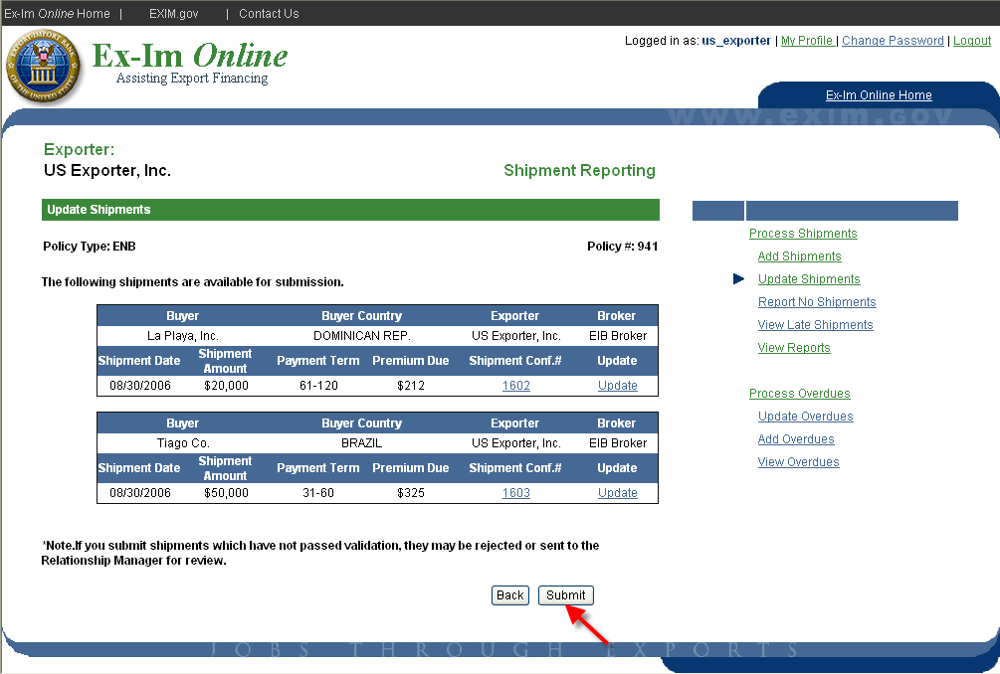 Ex-Im Online Home | EXIM.gov | Contact Us
Logged in as: us_exporter | My Profile | Change Password | Logout
EXPORT-IMPORT BANK
Ex-Im Online
Assisting Export Financing
Ex-Im Online Home
www.exim.gov
Exporter:
US Exporter, Inc.
Shipment Reporting
Update Shipments
Policy Type: ENB Policy #: 941
The following shipments are available for submission.
Buyer Buyer Country Exporter Broker
La Playa, Inc. DOMINICAN REP. US Exporter, Inc. EIB Broker
Shipment Date Shipment Amount Payment Term Premium Due Shipment Conf.# Update
08/30/2006 $20,000 61-120 $212 1602 Update
Buyer Buyer Country Exporter Broker
Tiago Co. BRAZIL US Exporter, Inc. EIB Broker
Shipment Date Shipment Amount Payment Term Premium Due Shipment Conf.# Update
08/30/2006 $50,000 31-60 $325 1603 Update
*Note.If you submit shipments which have not passed validation, they may be rejected or sent to the
Relationship Manager for review.
Back Submit
Process Shipments
Add Shipments
Update Shipments
Report No Shipments
View Late Shipments
View Reports
Process Overdues
Update Overdues
Add Overdues
View Overdues
JOBS THROUGH EXPORTS